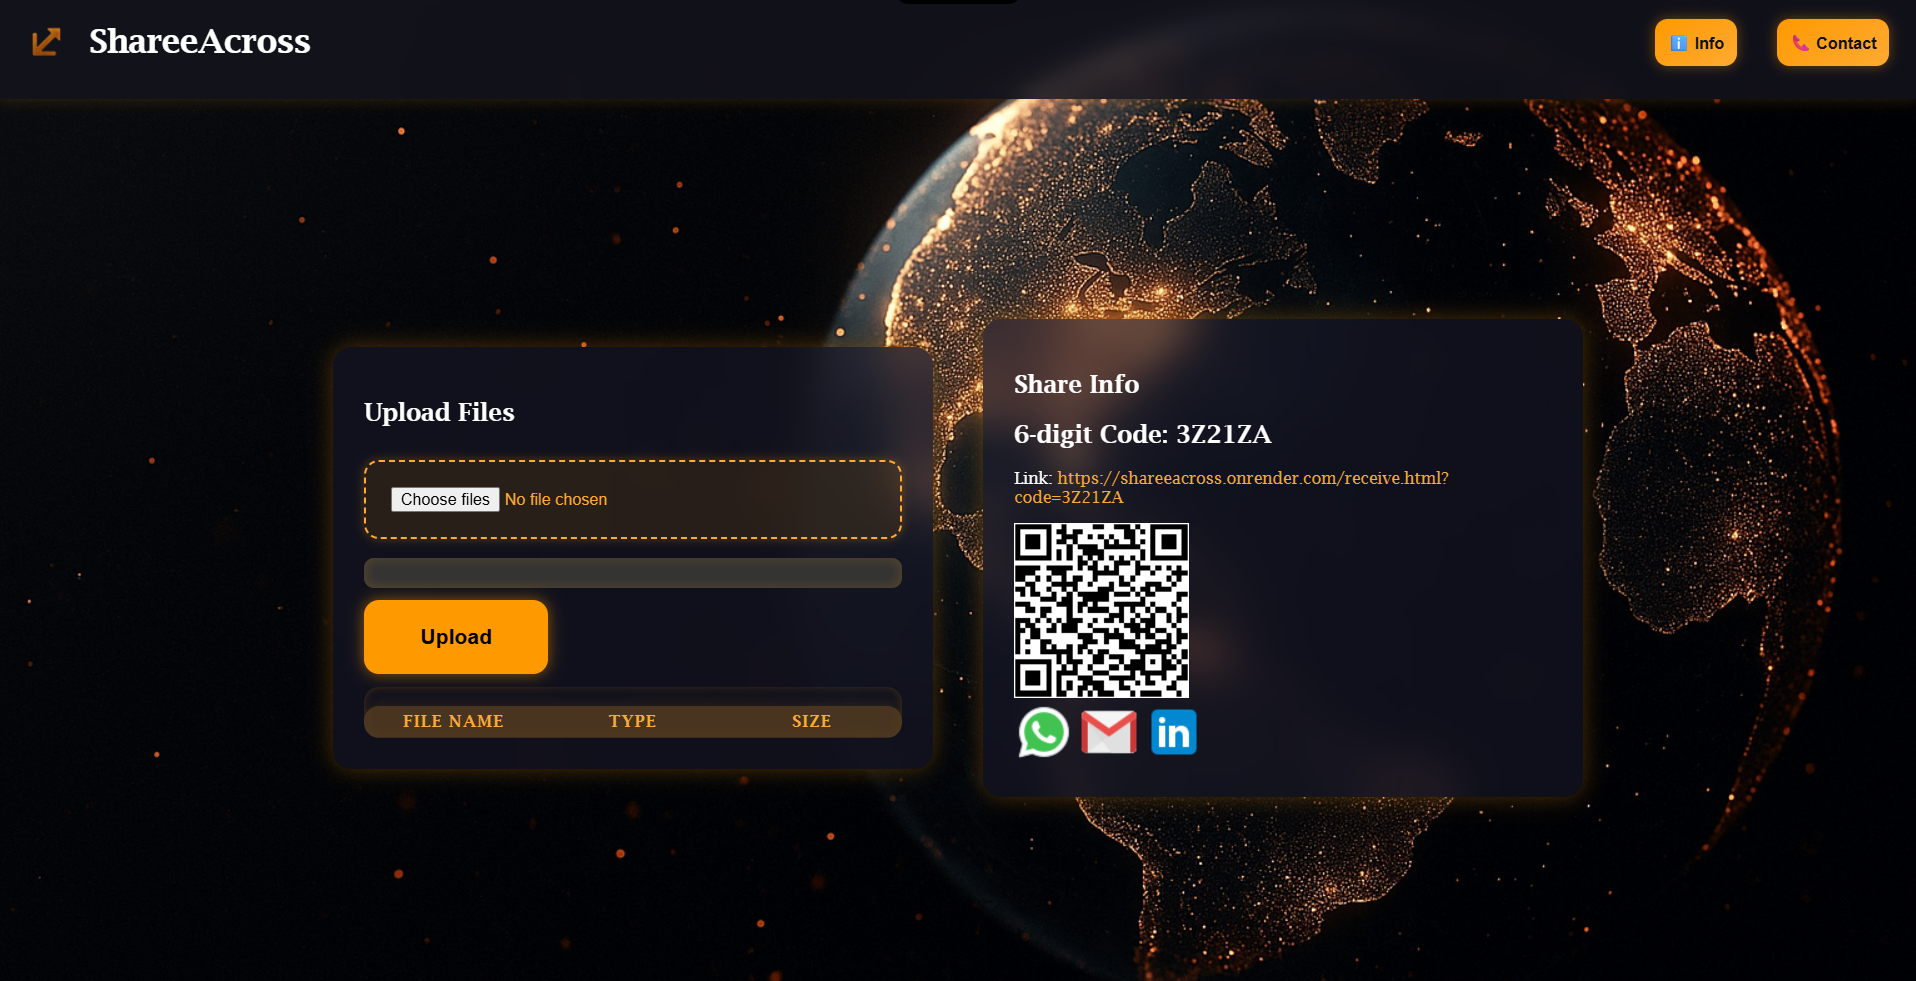 ShareeAcross
Info
Contact
Upload Files
Choose files No file chosen
Upload
FILE NAME TYPE SIZE
Share Info
6-digit Code: 3Z21ZA
Link: https://shareeacross.onrender.com/receive.html?
code=3Z21ZA
in